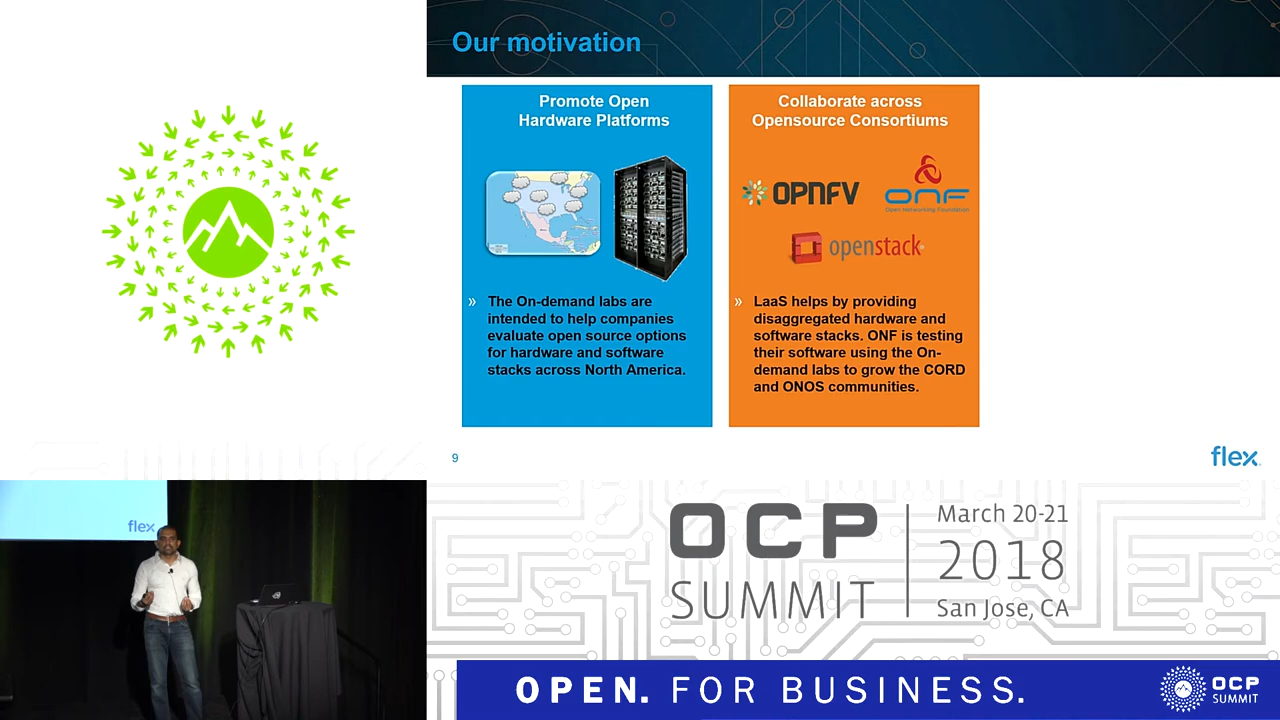 Our motivation
Promote Open
Hardware Platforms
» The On-demand labs are
intended to help companies
evaluate open source options
for hardware and software
stacks across North America.
Collaborate across
Opensource Consortiums
OPNFV
ONF
Open Networking Foundation
openstack
» LaaS helps by providing
disaggregated hardware and
software stacks. ONF is testing
their software using the On-
demand labs to grow the CORD
and ONOS communities.
9
flex
flex
OCP
SUMMIT
March 20-21
2018
San Jose, CA
OPEN. FOR BUSINESS.
OCP
SUMMIT